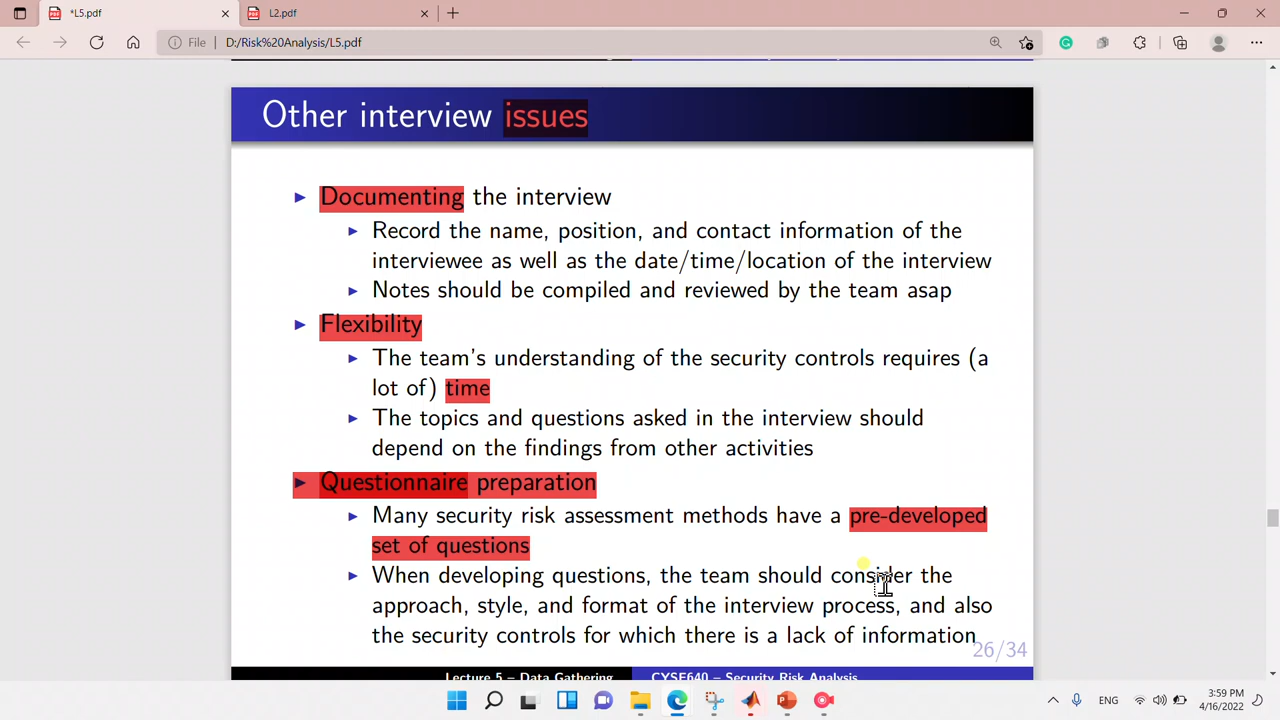 *L5.pdf
L2.pdf
File
D:/Risk%20Analysis/L5.pdf
Other interview issues
Documenting the interview
Record the name, position, and contact information of the
interviewee as well as the date/time/location of the interview
Notes should be compiled and reviewed by the team asap
Flexibility
The team's understanding of the security controls requires (a
lot of) time
The topics and questions asked in the interview should
depend on the findings from other activities
Questionnaire preparation
Many security risk assessment methods have a pre-developed
set of questions
When developing questions, the team should consider the
approach, style, and format of the interview process, and also
the security controls for which there is a lack of information
26/34
Lecture 5 – Data Gathering
CYSE640 – Security Risk Analysis
ENG
3:59 PM
4/16/2022